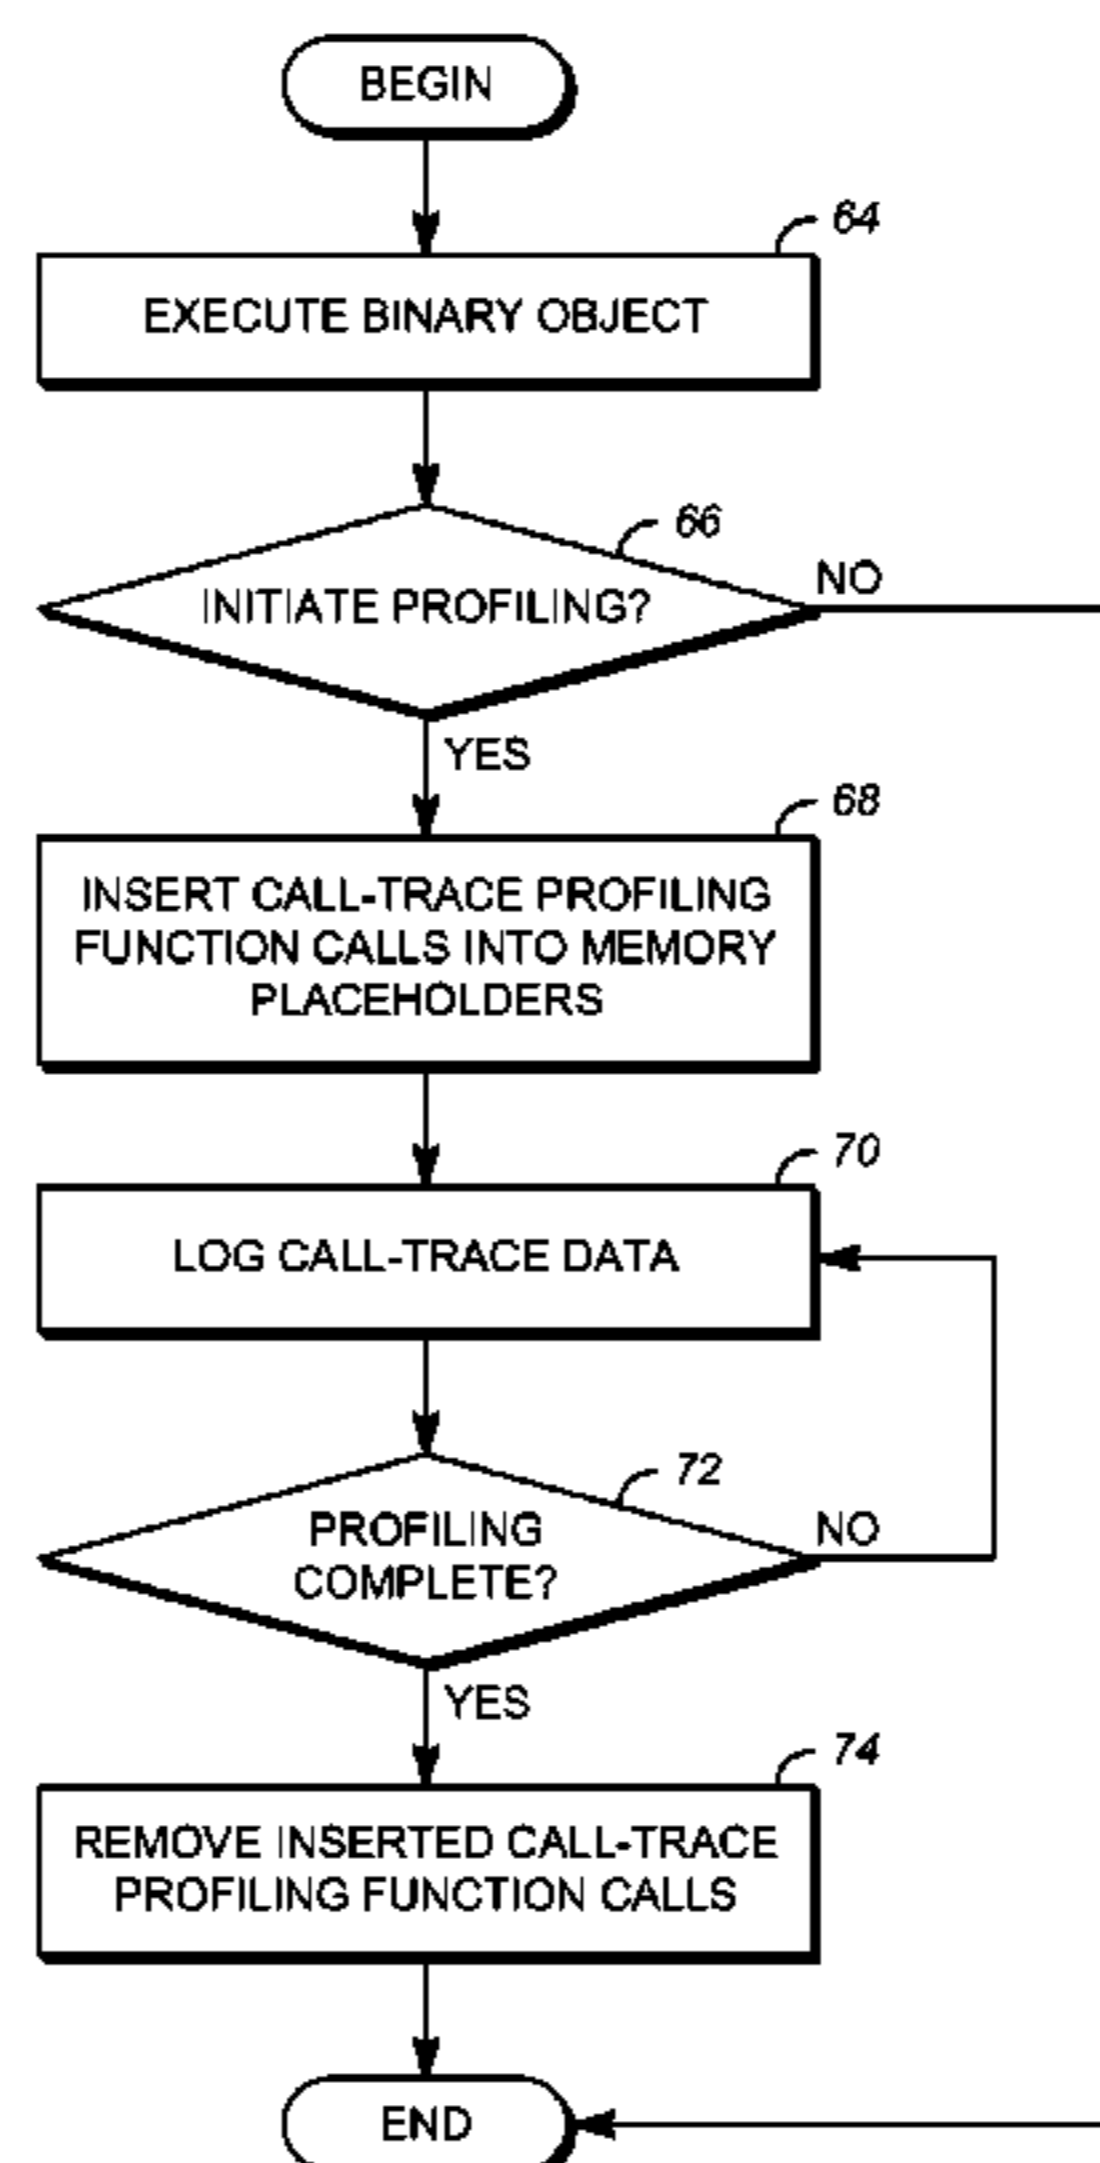 BEGIN
64
EXECUTE BINARY OBJECT
66
INITIATE PROFILING?
NO
YES
68
INSERT CALL-TRACE PROFILING
FUNCTION CALLS INTO MEMORY
PLACEHOLDERS
70
LOG CALL-TRACE DATA
72
PROFILING
COMPLETE?
NO
YES
74
REMOVE INSERTED CALL-TRACE
PROFILING FUNCTION CALLS
END